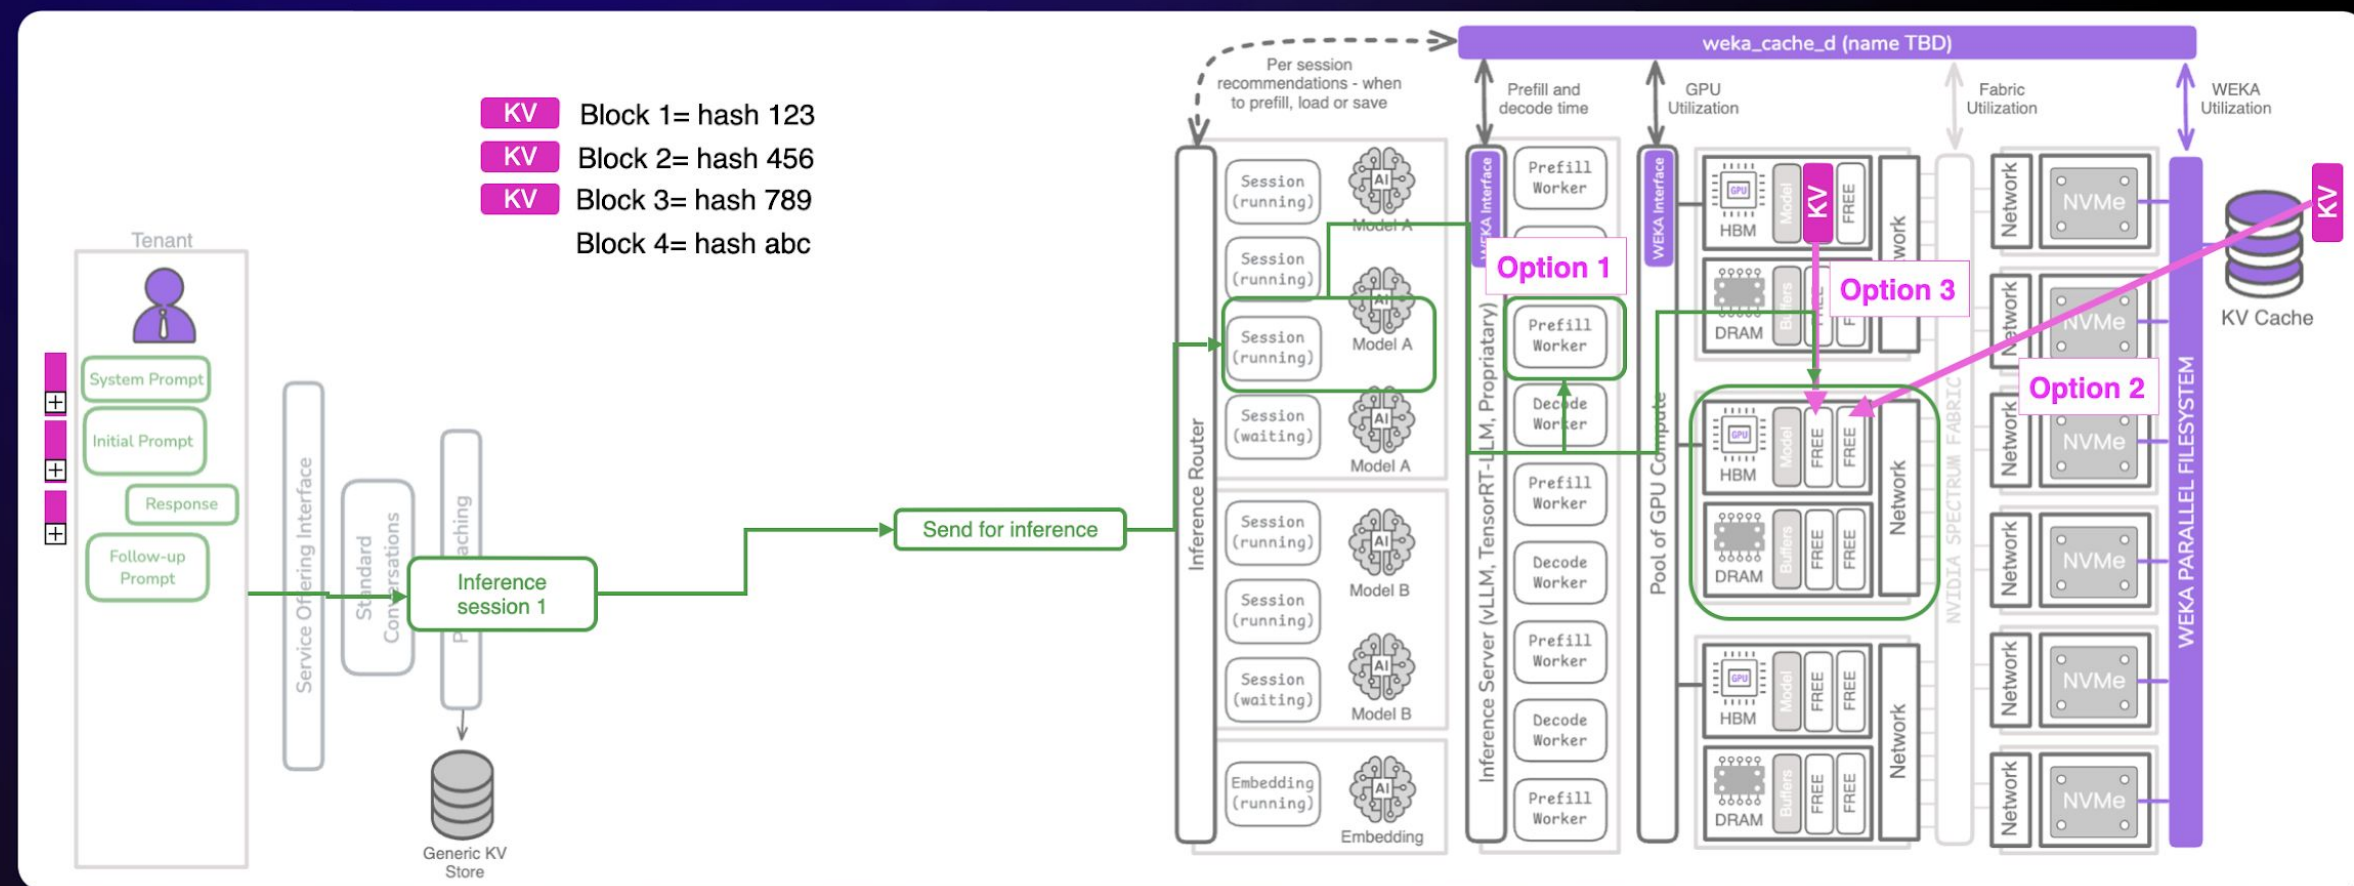 weka_cache_d (name TBD)
Per session
recommendations - when
to prefill, load or save
Prefill and
decode time
GPU
Utilization
Fabric
Utilization
WEKA
Utilization
KV Block 1= hash 123
KV Block 2= hash 456
KV Block 3= hash 789
Block 4= hash abc
Tenant
System Prompt
Initial Prompt
Response
Follow-up
Prompt
Service Offering Interface
Standard
Conversations
aching
Inference
session 1
Generic KV
Store
Send for inference
Inference Router
Session
(running)
Model A
Session
(running)
Session
(running)
Model A
Session
(waiting)
Model A
Session
(running)
Model B
Session
(running)
Session
(waiting)
Model B
Embedding
(running)
Embedding
WEKA Interface
Inference Server (vLLM, TensorRT-LLM, Propriatary)
Prefill
Worker
Option 1
Prefill
Worker
Decode
Worker
Prefill
Worker
Decode
Worker
Prefill
Worker
Decode
Worker
Prefill
Worker
WEKA Interface
Pool of GPU Compute
GPU
HBM
Model
KV
FREE
DRAM
Buffers
Option 3
GPU
HBM
Model
FREE
FREE
DRAM
Buffers
FREE
FREE
Network
GPU
HBM
Model
FREE
FREE
DRAM
Buffers
FREE
FREE
Network
NVIDIA SPECTRUM FABRIC
Network
NVMe
Network
NVMe
Option 2
Network
NVMe
Network
NVMe
Network
NVMe
Network
NVMe
WEKA PARALLEL FILESYSTEM
KV
KV Cache